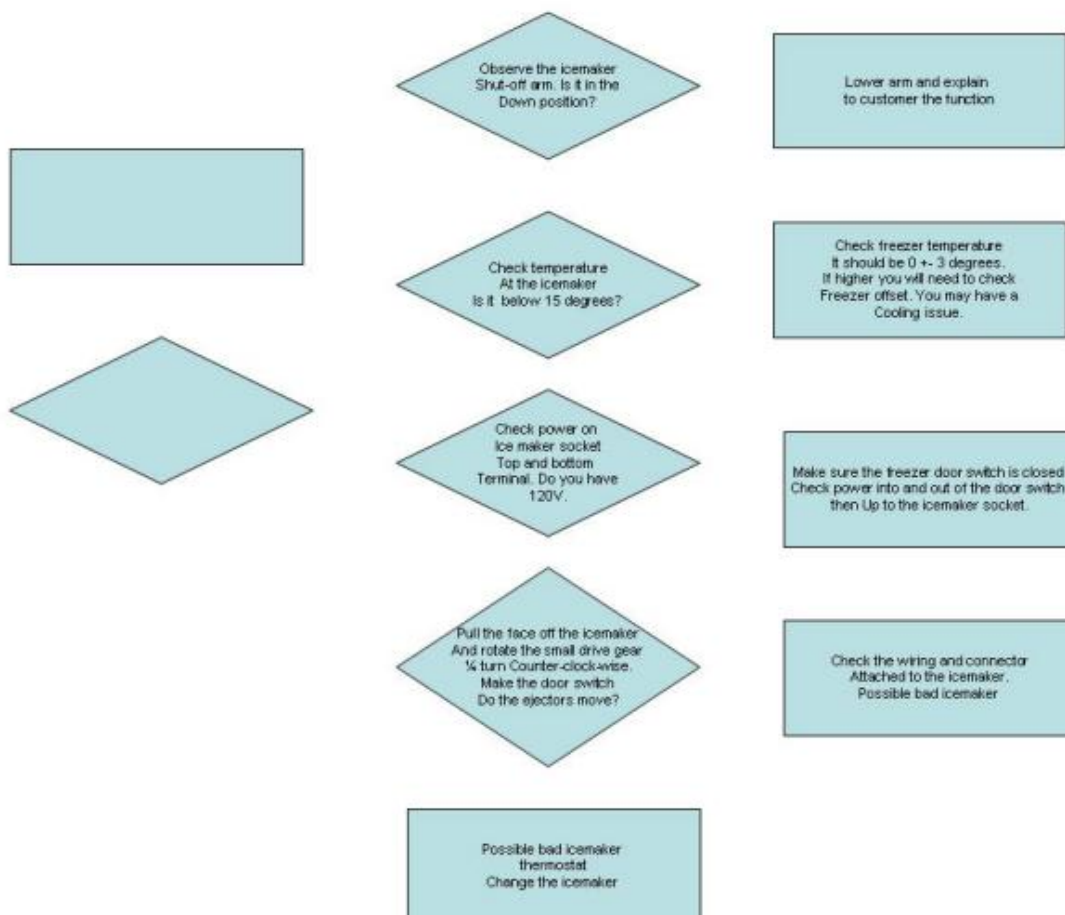 Observe the icemaker
Shut-off arm. Is it in the
Down position?
Lower arm and explain
to customer the function
Check temperature
At the icemaker
Is it below 15 degrees?
Check freezer temperature
It should be 0 +- 3 degrees.
If higher you will need to check
Freezer offset. You may have a
Cooling issue.
Check power on
Ice maker socket
Top and bottom
Terminal. Do you have
120V.
Make sure the freezer door switch is closed
Check power into and out of the door switch
then Up to the icemaker socket.
Pull the face off the icemaker
And rotate the small drive gear
¼ turn Counter-clock-wise.
Make the door switch
Do the ejectors move?
Check the wiring and connector
Attached to the icemaker.
Possible bad icemaker
Possible bad icemaker
thermostat
Change the icemaker